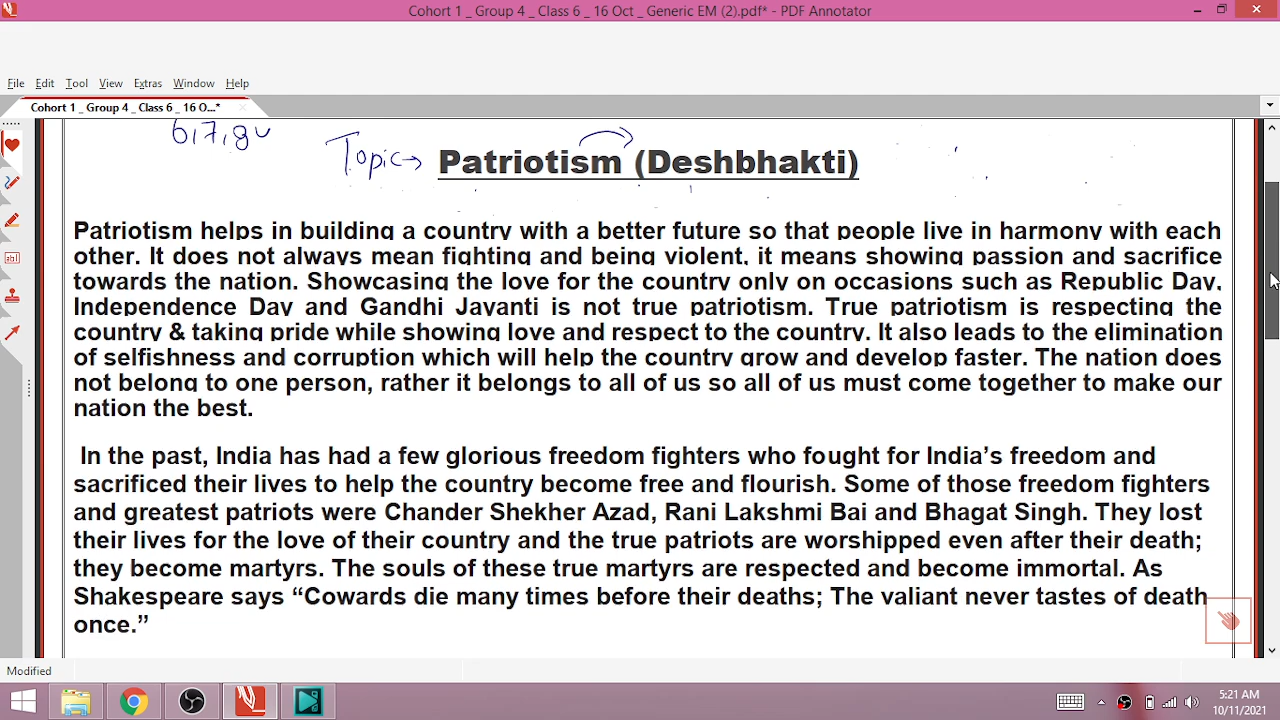 Cohort 1 _ Group 4 _ Class 6 _ 16 Oct _ Generic EM (2).pdf* - PDF Annotator
File Edit Tool View Extras Window Help
Cohort 1 _ Group 4 _ Class 6 _ 16 O...*
6,7,8
Topic→ Patriotism (Deshbhakti)
Patriotism helps in building a country with a better future so that people live in harmony with each
other. It does not always mean fighting and being violent, it means showing passion and sacrifice
towards the nation. Showcasing the love for the country only on occasions such as Republic Day,
Independence Day and Gandhi Jayanti is not true patriotism. True patriotism is respecting the
country & taking pride while showing love and respect to the country. It also leads to the elimination
of selfishness and corruption which will help the country grow and develop faster. The nation does
not belong to one person, rather it belongs to all of us so all of us must come together to make our
nation the best.
In the past, India has had a few glorious freedom fighters who fought for India's freedom and
sacrificed their lives to help the country become free and flourish. Some of those freedom fighters
and greatest patriots were Chander Shekher Azad, Rani Lakshmi Bai and Bhagat Singh. They lost
their lives for the love of their country and the true patriots are worshipped even after their death;
they become martyrs. The souls of these true martyrs are respected and become immortal. As
Shakespeare says “Cowards die many times before their deaths; The valiant never tastes of death
once.”
Modified
5:21 AM
10/11/2021